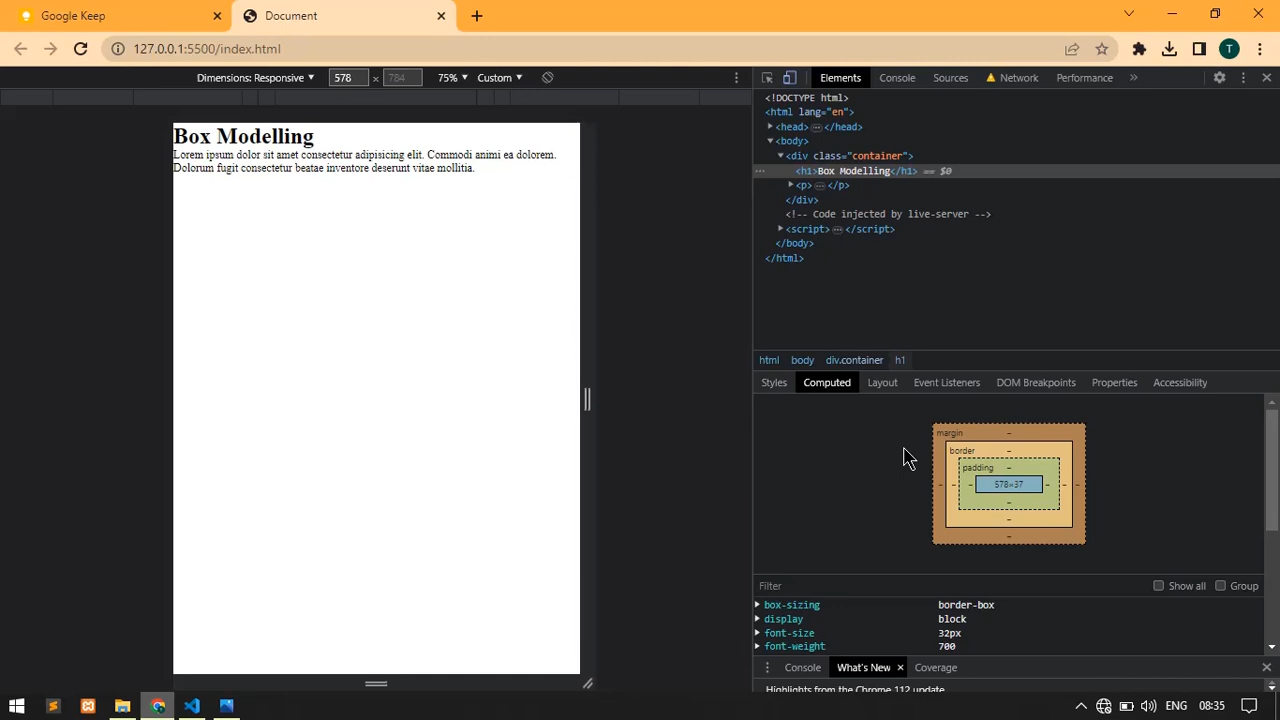 Google Keep
Document
127.0.0.1:5500/index.html
T
Dimensions: Responsive 578 × 784 75% Custom
Box Modelling
Lorem ipsum dolor sit amet consectetur adipisicing elit. Commodi animi ea dolorem.
Dolorum fugit consectetur beatae inventore deserunt vitae mollitia.
Elements Console Sources Network Performance »
<!DOCTYPE html>
<html lang="en">
<head> … </head>
<body>
<div class="container">
… <h1>Box Modelling</h1> == $0
<p> … </p>
</div>
<!-- Code injected by live-server -->
<script> … </script>
</body>
</html>
html body div.container h1
Styles Computed Layout Event Listeners DOM Breakpoints Properties Accessibility
margin –
border –
padding –
– – – 578×37 – – –
–
–
–
Filter Show all Group
box-sizing border-box
display block
font-size 32px
font-weight 700
Console What's New × Coverage
Highlights from the Chrome 112 update
ENG 08:35